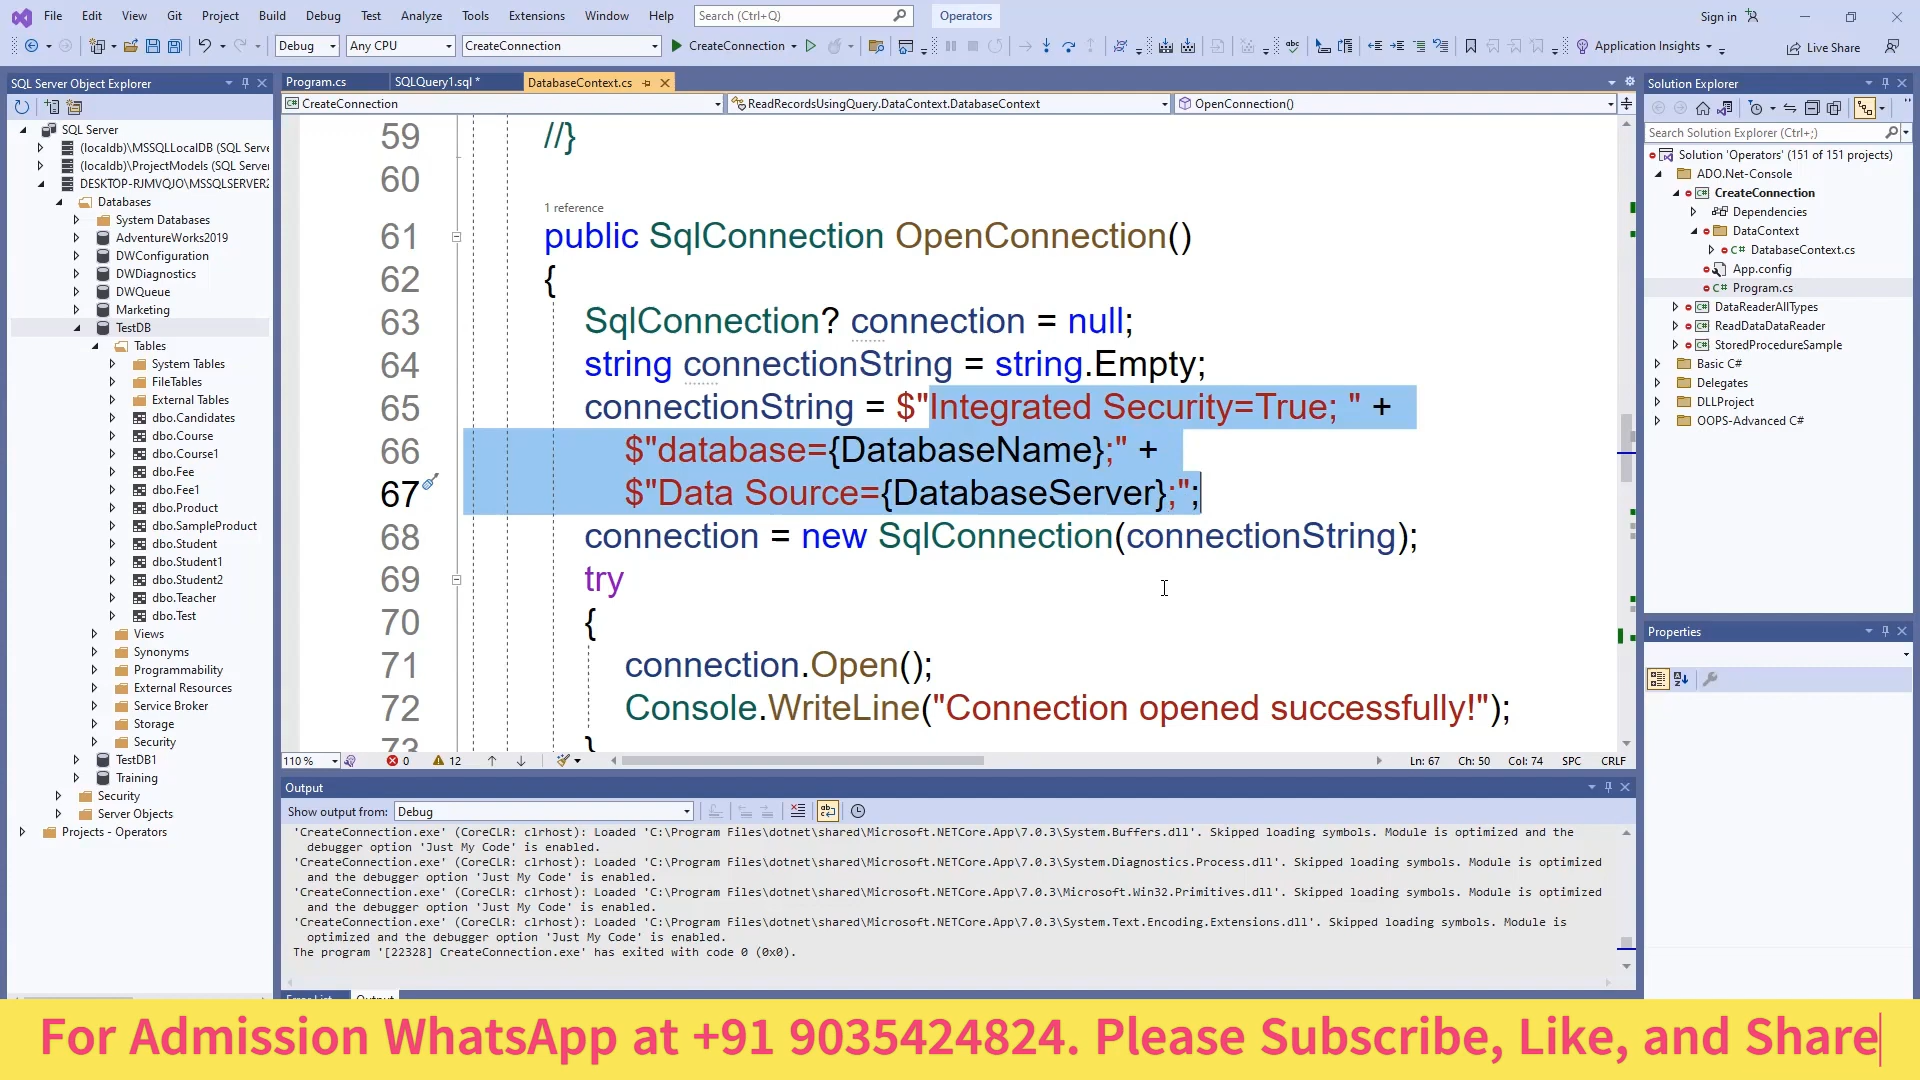 File Edit View Git Project Build Debug Test Analyze Tools Extensions Window Help Search (Ctrl+Q) Operators Sign in
Debug Any CPU CreateConnection CreateConnection Application Insights Live Share
SQL Server Object Explorer
SQL Server
(localdb)\MSSQLLocalDB (SQL Serve
(localdb)\ProjectModels (SQL Server
DESKTOP-RJMVQJO\MSSQLSERVER2
Databases
System Databases
AdventureWorks2019
DWConfiguration
DWDiagnostics
DWQueue
Marketing
TestDB
Tables
System Tables
FileTables
External Tables
dbo.Candidates
dbo.Course
dbo.Course1
dbo.Fee
dbo.Fee1
dbo.Product
dbo.SampleProduct
dbo.Student
dbo.Student1
dbo.Student2
dbo.Teacher
dbo.Test
Views
Synonyms
Programmability
External Resources
Service Broker
Storage
Security
TestDB1
Training
Security
Server Objects
Projects - Operators
Program.cs SQLQuery1.sql * DatabaseContext.cs
CreateConnection ReadRecordsUsingQuery.DataContext.DatabaseContext OpenConnection()
59 //}
60
1 reference
61 public SqlConnection OpenConnection()
62 {
63 SqlConnection? connection = null;
64 string connectionString = string.Empty;
65 connectionString = $"Integrated Security=True; " +
66 $"database={DatabaseName};" +
67 $"Data Source={DatabaseServer};";
68 connection = new SqlConnection(connectionString);
69 try
70 {
71 connection.Open();
72 Console.WriteLine("Connection opened successfully!");
73 }
110 % 0 12 Ln: 67 Ch: 50 Col: 74 SPC CRLF
Output
Show output from: Debug
'CreateConnection.exe' (CoreCLR: clrhost): Loaded 'C:\Program Files\dotnet\shared\Microsoft.NETCore.App\7.0.3\System.Buffers.dll'. Skipped loading symbols. Module is optimized and the
debugger option 'Just My Code' is enabled.
'CreateConnection.exe' (CoreCLR: clrhost): Loaded 'C:\Program Files\dotnet\shared\Microsoft.NETCore.App\7.0.3\System.Diagnostics.Process.dll'. Skipped loading symbols. Module is optimized
and the debugger option 'Just My Code' is enabled.
'CreateConnection.exe' (CoreCLR: clrhost): Loaded 'C:\Program Files\dotnet\shared\Microsoft.NETCore.App\7.0.3\Microsoft.Win32.Primitives.dll'. Skipped loading symbols. Module is optimized
and the debugger option 'Just My Code' is enabled.
'CreateConnection.exe' (CoreCLR: clrhost): Loaded 'C:\Program Files\dotnet\shared\Microsoft.NETCore.App\7.0.3\System.Text.Encoding.Extensions.dll'. Skipped loading symbols. Module is
optimized and the debugger option 'Just My Code' is enabled.
The program '[22328] CreateConnection.exe' has exited with code 0 (0x0).
Error List Output
Solution Explorer
Search Solution Explorer (Ctrl+;)
Solution 'Operators' (151 of 151 projects)
ADO.Net-Console
CreateConnection
Dependencies
DataContext
DatabaseContext.cs
App.config
Program.cs
DataReaderAllTypes
ReadDataDataReader
StoredProcedureSample
Basic C#
Delegates
DLLProject
OOPS-Advanced C#
Properties
For Admission WhatsApp at +91 9035424824. Please Subscribe, Like, and Share